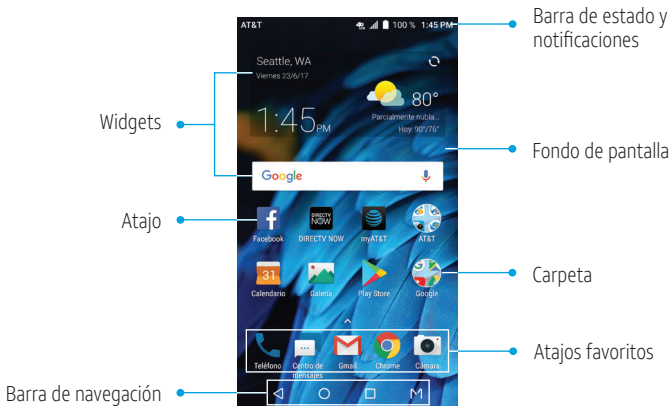 AT&T
100 % 1:45 PM
Barra de estado y
notificaciones
Seattle, WA
Viernes 23/6/17
1:45PM
80°
Parcialmente nubla...
Hoy: 90°/76°
Widgets
Fondo de pantalla
Google
Atajo
Facebook
DIRECTV NOW
DIRECTV NOW
myAT&T
AT&T
31
Calendario
Galería
Play Store
Google
Carpeta
Teléfono
Centro de
mensajes
Gmail
Chrome
Cámara
Atajos favoritos
Barra de navegación